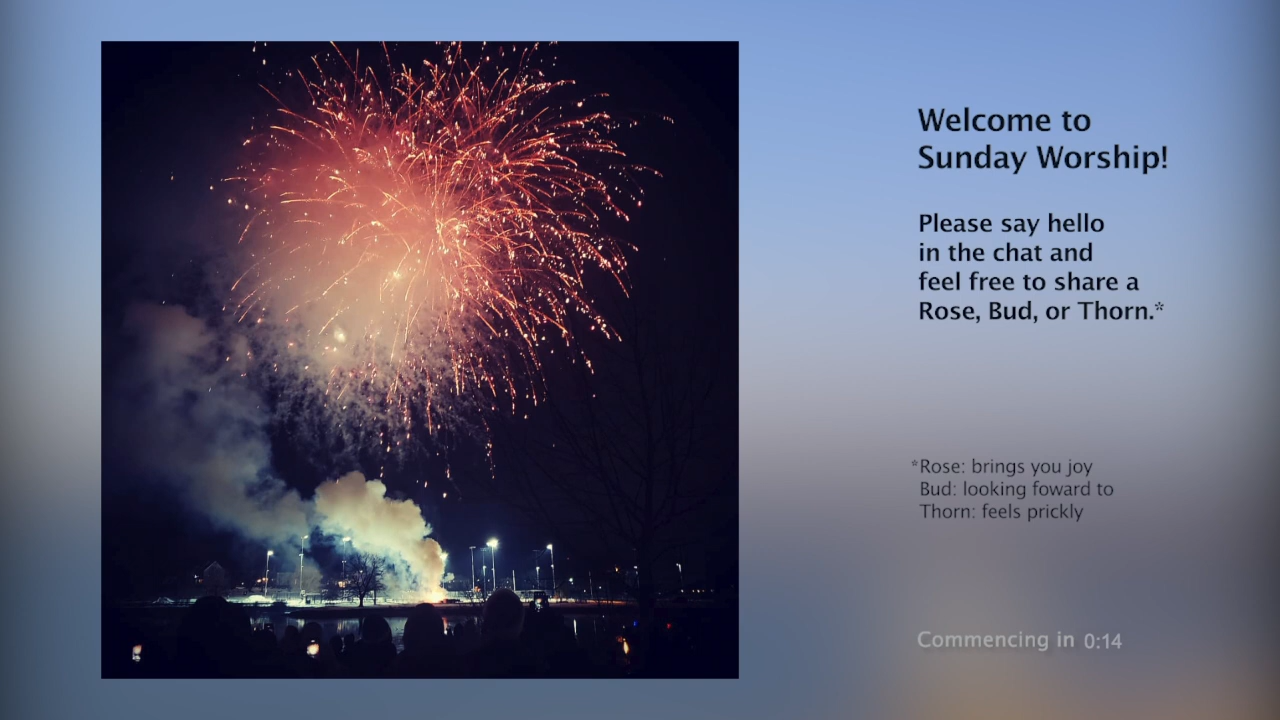 Welcome to
Sunday Worship!
Please say hello
in the chat and
feel free to share a
Rose, Bud, or Thorn.*
*Rose: brings you joy
Bud: looking foward to
Thorn: feels prickly
Commencing in 0:14